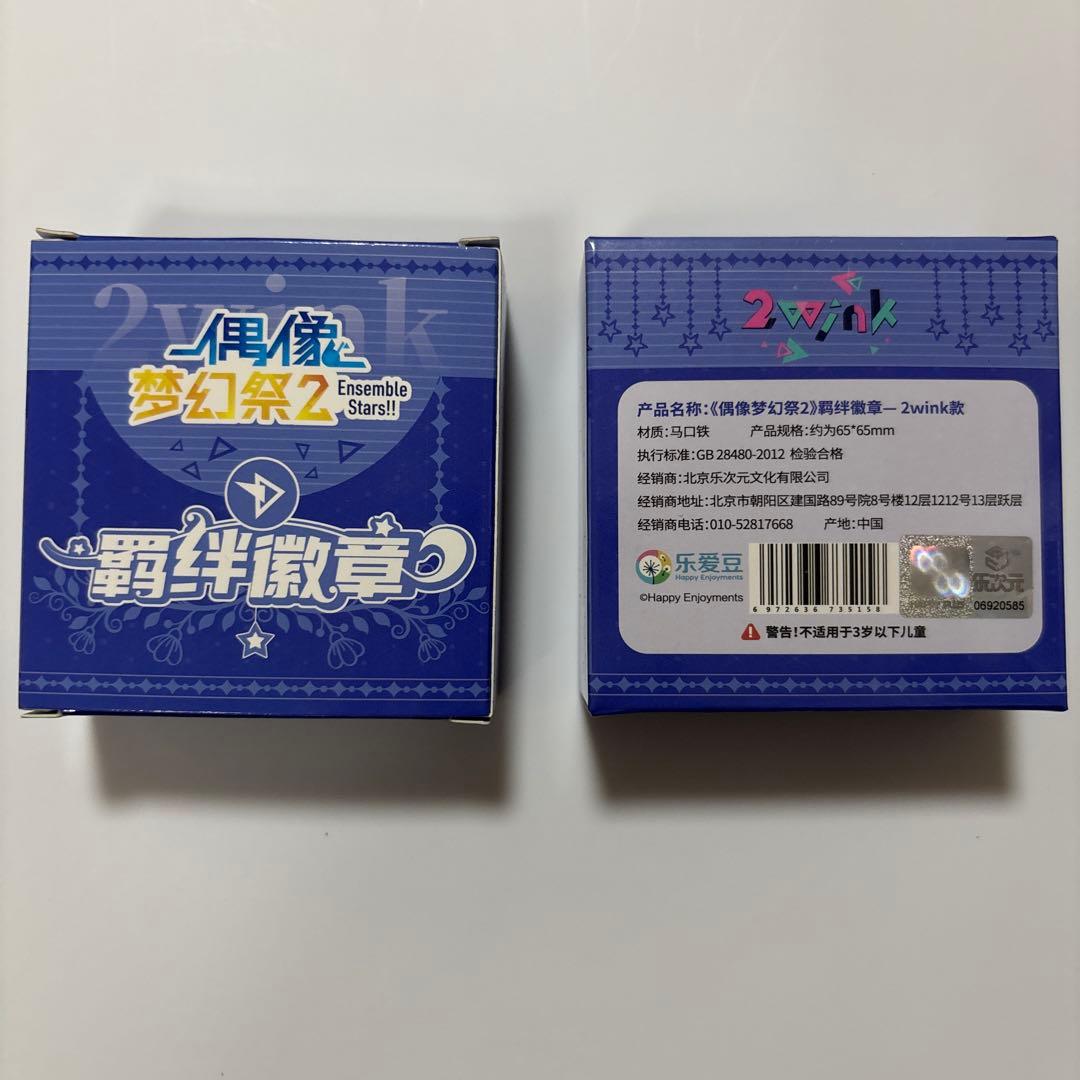 2wink
偶像
梦幻祭2
Ensemble
Stars!!
羁绊徽章
2wink
产品名称:《偶像梦幻祭2》羁绊徽章— 2wink款
材质:马口铁 产品规格:约为65*65mm
执行标准:GB 28480-2012 检验合格
经销商:北京乐次元文化有限公司
经销商地址:北京市朝阳区建国路89号院8号楼12层1212号13层跃层
经销商电话:010-52817668 产地:中国
乐爱豆
Happy Enjoyments
©Happy Enjoyments
6 972636 735158
乐次元
06920585
警告!不适用于3岁以下儿童